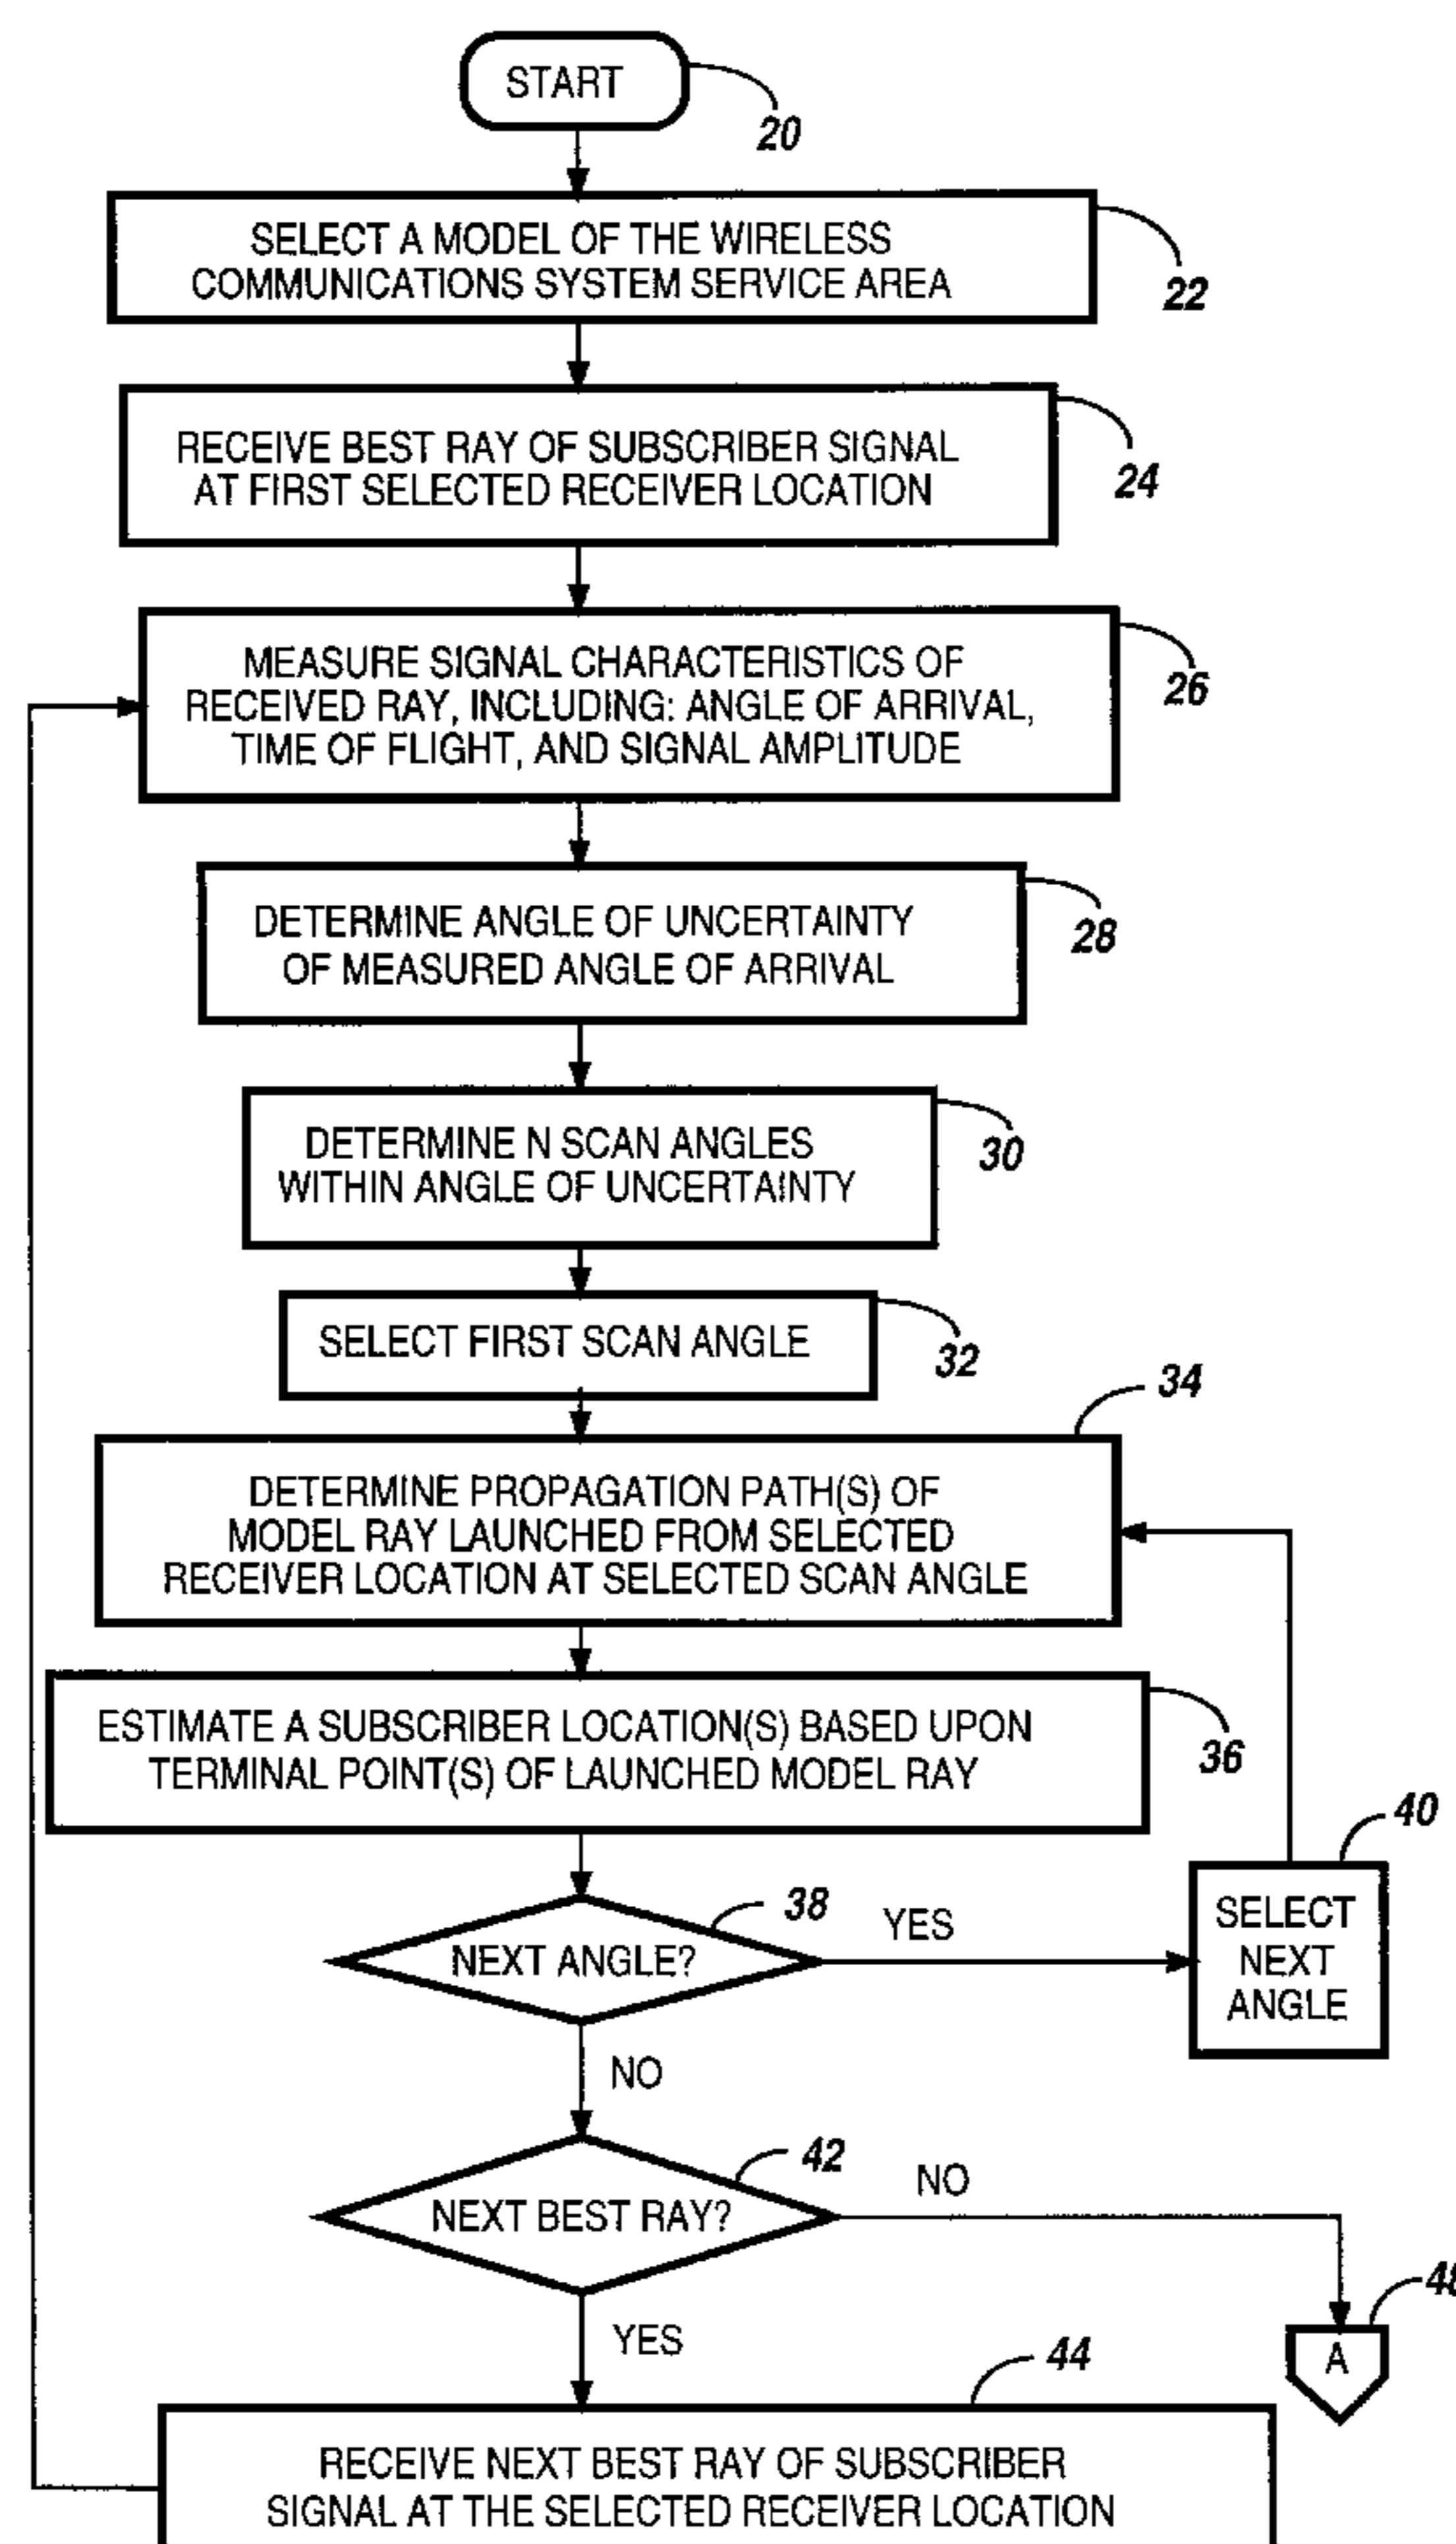 START
20
SELECT A MODEL OF THE WIRELESS
COMMUNICATIONS SYSTEM SERVICE AREA
22
RECEIVE BEST RAY OF SUBSCRIBER SIGNAL
AT FIRST SELECTED RECEIVER LOCATION
24
MEASURE SIGNAL CHARACTERISTICS OF
RECEIVED RAY, INCLUDING: ANGLE OF ARRIVAL,
TIME OF FLIGHT, AND SIGNAL AMPLITUDE
26
DETERMINE ANGLE OF UNCERTAINTY
OF MEASURED ANGLE OF ARRIVAL
28
DETERMINE N SCAN ANGLES
WITHIN ANGLE OF UNCERTAINTY
30
SELECT FIRST SCAN ANGLE
32
34
DETERMINE PROPAGATION PATH(S) OF
MODEL RAY LAUNCHED FROM SELECTED
RECEIVER LOCATION AT SELECTED SCAN ANGLE
ESTIMATE A SUBSCRIBER LOCATION(S) BASED UPON
TERMINAL POINT(S) OF LAUNCHED MODEL RAY
36
40
SELECT
NEXT
ANGLE
38
NEXT ANGLE?
YES
NO
42
NEXT BEST RAY?
NO
48
A
YES
44
RECEIVE NEXT BEST RAY OF SUBSCRIBER
SIGNAL AT THE SELECTED RECEIVER LOCATION